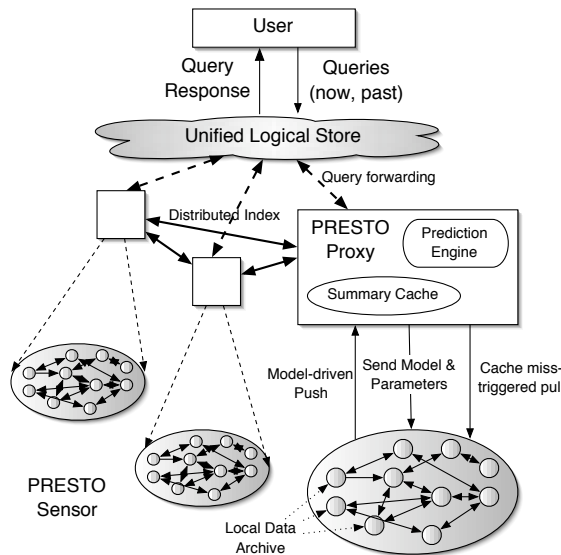 User
Query
Response
Queries
(now, past)
Unified Logical Store
Query forwarding
Distributed Index
PRESTO
Proxy
Prediction
Engine
Summary Cache
Model-driven
Push
Send Model &
Parameters
Cache miss-
triggered pul
PRESTO
Sensor
Local Data
Archive